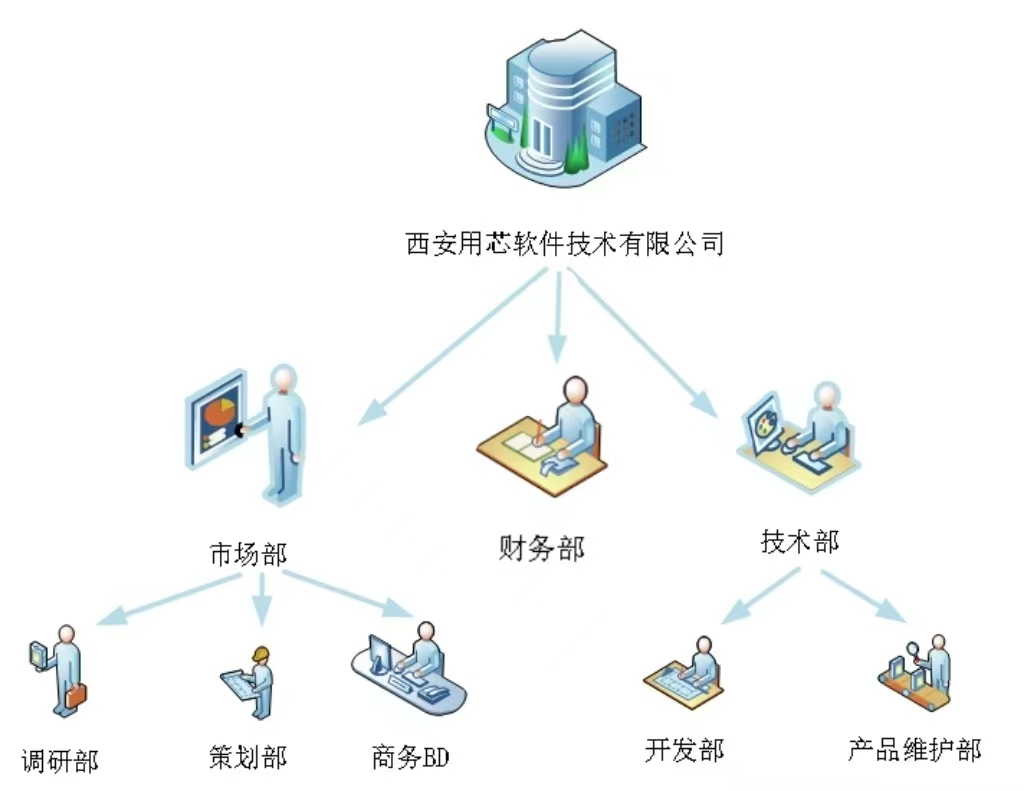 西安用芯软件技术有限公司
市场部
财务部
技术部
调研部
策划部
商务BD
开发部
产品维护部